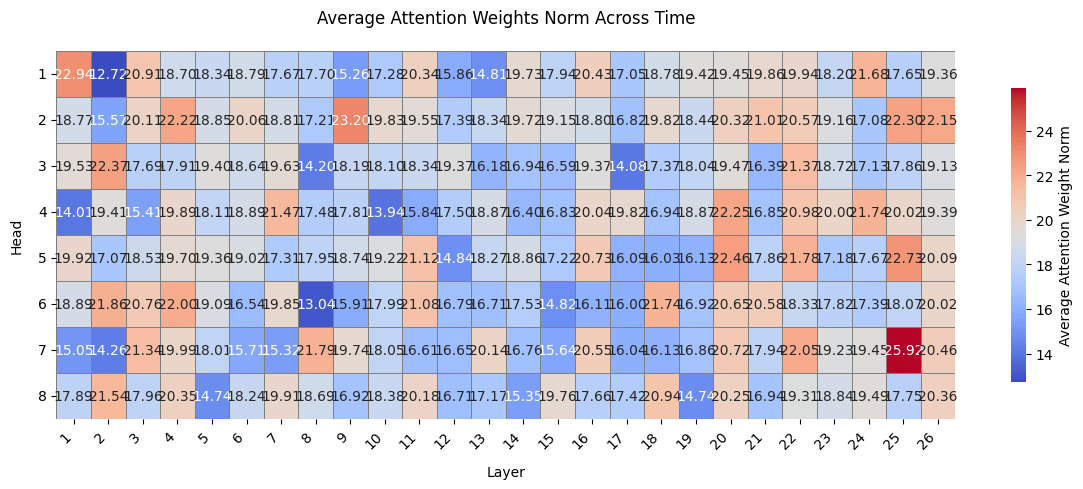 Average Attention Weights Norm Across Time
Head
1 22.94 12.72 20.91 18.70 18.34 18.79 17.67 17.70 15.26 17.28 20.34 15.86 14.81 19.73 17.94 20.43 17.05 18.78 19.42 19.45 19.86 19.94 18.20 21.68 17.65 19.36
2 18.77 15.57 20.11 22.22 18.85 20.06 18.81 17.21 23.20 19.83 19.55 17.39 18.34 19.72 19.15 18.80 16.82 19.82 18.44 20.32 21.01 20.57 19.16 17.08 22.30 22.15
3 19.53 22.37 17.69 17.91 19.40 18.64 19.63 14.20 18.19 18.10 18.34 19.37 16.18 16.94 16.59 19.37 14.08 17.37 18.04 19.47 16.39 21.37 18.72 17.13 17.86 19.13
4 14.01 19.41 15.41 19.89 18.11 18.89 21.47 17.48 17.81 13.94 15.84 17.50 18.87 16.40 16.83 20.04 19.82 16.94 18.87 22.25 16.85 20.98 20.00 21.74 20.02 19.39
5 19.92 17.07 18.53 19.70 19.36 19.02 17.31 17.95 18.74 19.22 21.12 14.84 18.27 18.86 17.22 20.73 16.09 16.03 16.13 22.46 17.86 21.78 17.18 17.67 22.73 20.09
6 18.89 21.86 20.76 22.00 19.09 16.54 19.85 13.04 15.91 17.99 21.08 16.79 16.71 17.53 14.82 16.11 16.00 21.74 16.92 20.65 20.58 18.33 17.82 17.39 18.07 20.02
7 15.05 14.26 21.34 19.99 18.01 15.71 15.32 21.79 19.74 18.05 16.61 16.65 20.14 16.76 15.64 20.55 16.04 16.13 16.86 20.72 17.94 22.05 19.23 19.45 25.92 20.46
8 17.89 21.54 17.96 20.35 14.74 18.24 19.91 18.69 16.92 18.38 20.18 16.71 17.17 15.35 19.76 17.66 17.42 20.94 14.74 20.25 16.94 19.31 18.84 19.49 17.75 20.36
1 2 3 4 5 6 7 8 9 10 11 12 13 14 15 16 17 18 19 20 21 22 23 24 25 26
Layer
24
22
20
18
16
14
Average Attention Weight Norm